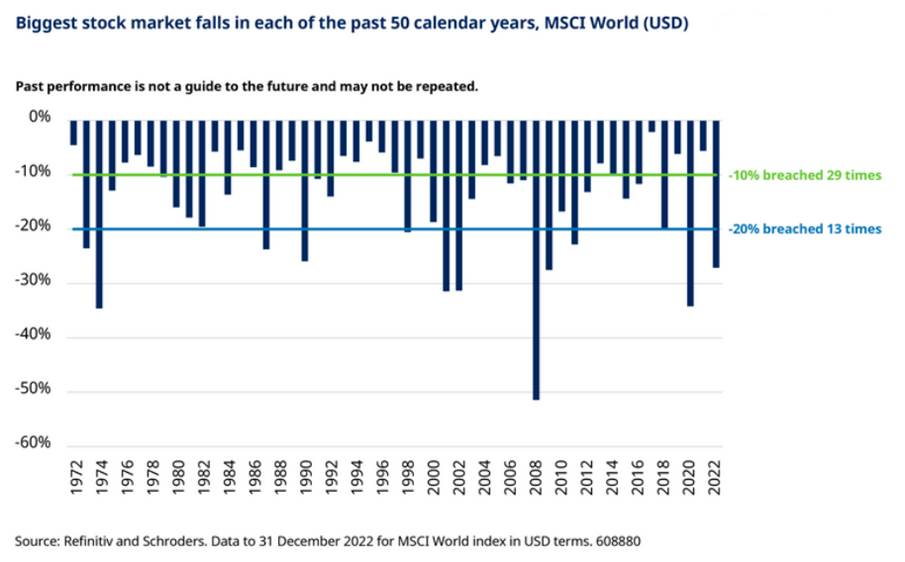 Biggest stock market falls in each of the past 50 calendar years, MSCI World (USD)
Past performance is not a guide to the future and may not be repeated.
0%
-10%
-10% breached 29 times
-20%
-20% breached 13 times
-30%
-40%
-50%
-60%
1972 1974 1976 1978 1980 1982 1984 1986 1988 1990 1992 1994 1996 1998 2000 2002 2004 2006 2008 2010 2012 2014 2016 2018 2020 2022
Source: Refinitiv and Schroders. Data to 31 December 2022 for MSCI World index in USD terms. 608880